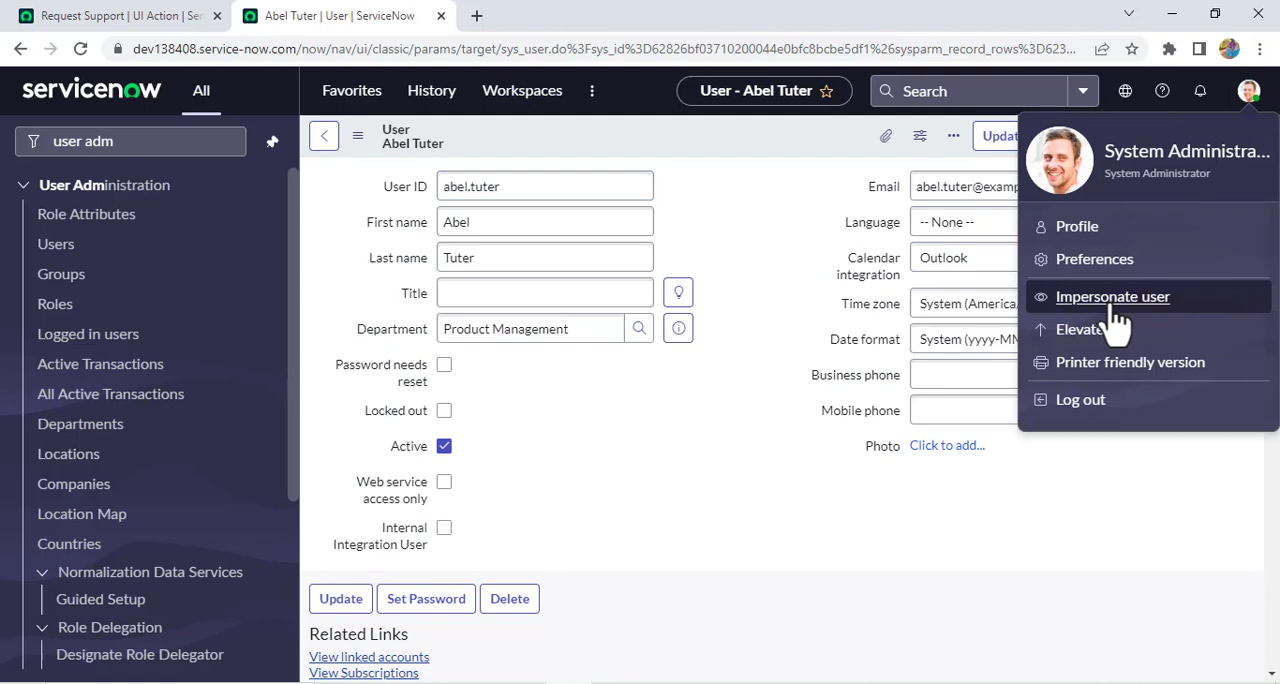 Request Support | UI Action | Ser
Abel Tuter | User | ServiceNow
dev138408.service-now.com/now/nav/ui/classic/params/target/sys_user.do%3Fsys_id%3D62826bf03710200044e0bfc8bcbe5df1%26sysparm_record_rows%3D623...
servicenow
All
Favorites
History
Workspaces
User - Abel Tuter
Search
user adm
User
Abel Tuter
Updat
System Administra...
System Administrator
User Administration
Role Attributes
Users
Groups
Roles
Logged in users
Active Transactions
All Active Transactions
Departments
Locations
Companies
Location Map
Countries
Normalization Data Services
Guided Setup
Role Delegation
Designate Role Delegator
User ID
abel.tuter
First name
Abel
Last name
Tuter
Title
Department
Product Management
Password needs
reset
Locked out
Active
Web service
access only
Internal
Integration User
Email
abel.tuter@examp
Language
-- None --
Calendar
integration
Outlook
Time zone
System (America/
Date format
System (yyyy-MM
Business phone
Mobile phone
Photo
Click to add...
Profile
Preferences
Impersonate user
Elevate
Printer friendly version
Log out
Update
Set Password
Delete
Related Links
View linked accounts
View Subscriptions